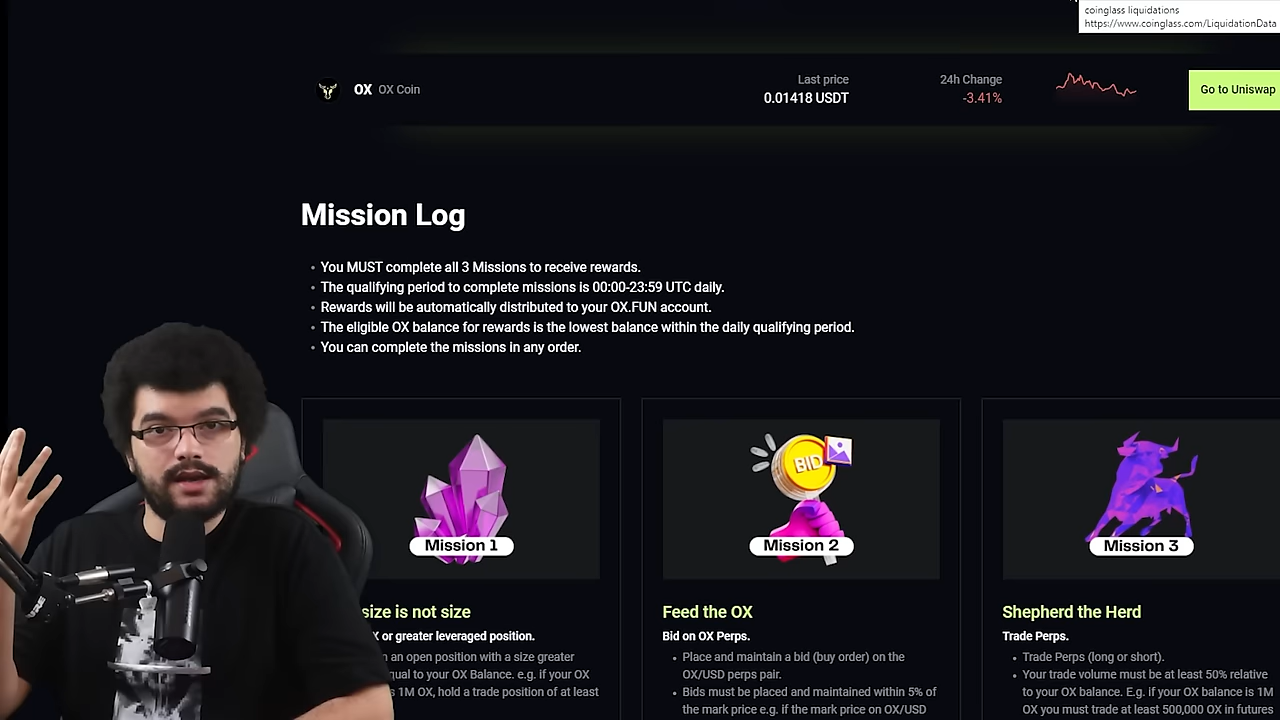 coinglass liquidations
https://www.coinglass.com/LiquidationData
OX OX Coin
Last price
0.01418 USDT
24h Change
-3.41%
Go to Uniswap
Mission Log
You MUST complete all 3 Missions to receive rewards.
The qualifying period to complete missions is 00:00-23:59 UTC daily.
Rewards will be automatically distributed to your OX.FUN account.
The eligible OX balance for rewards is the lowest balance within the daily qualifying period.
You can complete the missions in any order.
Mission 1
size is not size
or greater leveraged position.
an open position with a size greater
to your OX Balance. e.g. if your OX
1M OX, hold a trade position of at least
BID
Mission 2
Feed the OX
Bid on OX Perps.
Place and maintain a bid (buy order) on the
OX/USD perps pair.
Bids must be placed and maintained within 5% of
the mark price e.g. if the mark price on OX/USD
Mission 3
Shepherd the Herd
Trade Perps.
Trade Perps (long or short).
Your trade volume must be at least 50% relative
to your OX balance. E.g. if your OX balance is 1M
OX you must trade at least 500,000 OX in futures